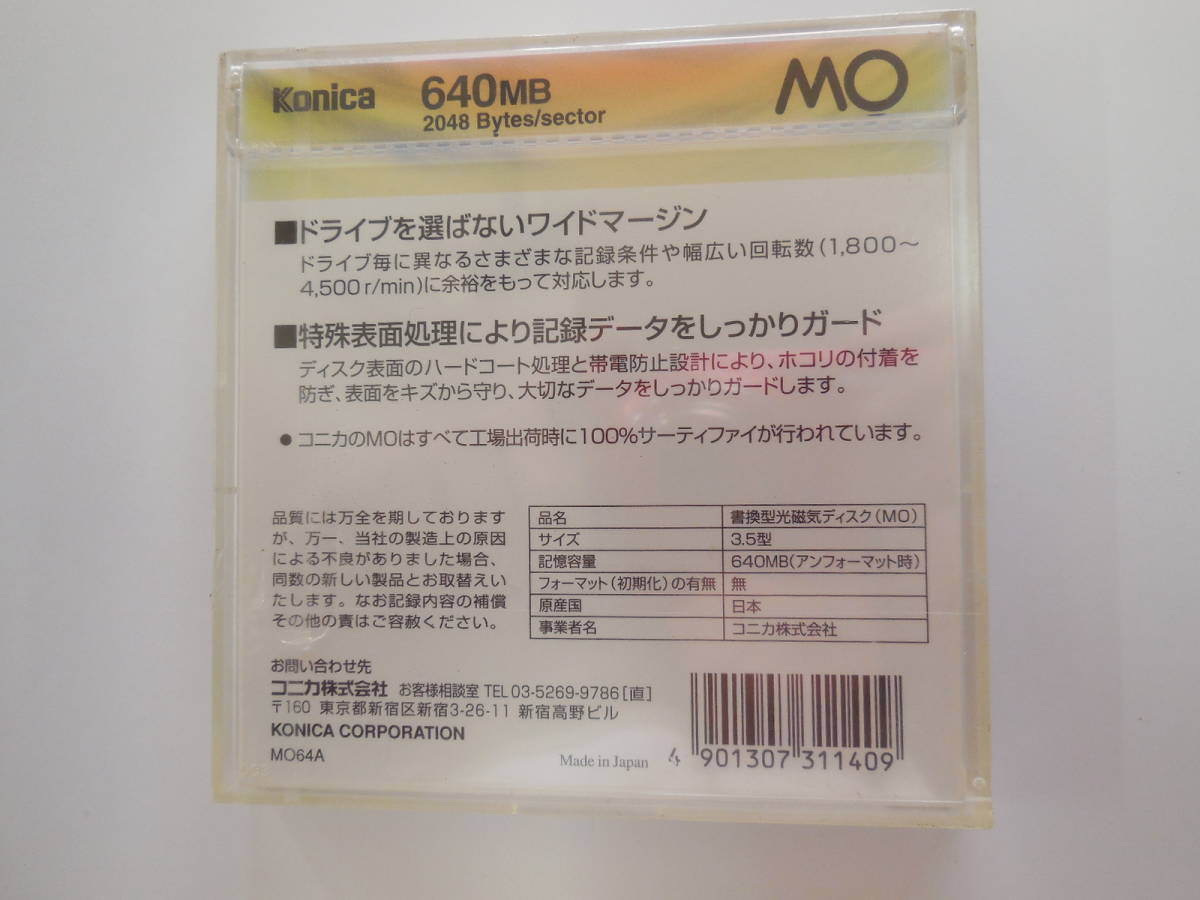 Konica 640MB MO
2048 Bytes/sector
■ドライブを選ばないワイドマージン
ドライブ毎に異なるさまざまな記録条件や幅広い回転数(1,800〜
4,500r/min)に余裕をもって対応します。
■特殊表面処理により記録データをしっかりガード
ディスク表面のハードコート処理と帯電防止設計により、ホコリの付着を
防ぎ、表面をキズから守り、大切なデータをしっかりガードします。
● コニカのMOはすべて工場出荷時に100%サーティファイが行われています。
品質には万全を期しております
が、万一、当社の製造上の原因
による不良がありました場合、
同数の新しい製品とお取替えい
たします。なお記録内容の補償
その他の責はご容赦ください。
品名 書換型光磁気ディスク(MO)
サイズ 3.5型
記憶容量 640MB(アンフォーマット時)
フォーマット(初期化)の有無 無
原産国 日本
事業者名 コニカ株式会社
お問い合わせ先
コニカ株式会社 お客様相談室 TEL 03-5269-9786[直]
〒160 東京都新宿区新宿3-26-11 新宿高野ビル
KONICA CORPORATION
MO64A
Made in Japan
4 901307 311409